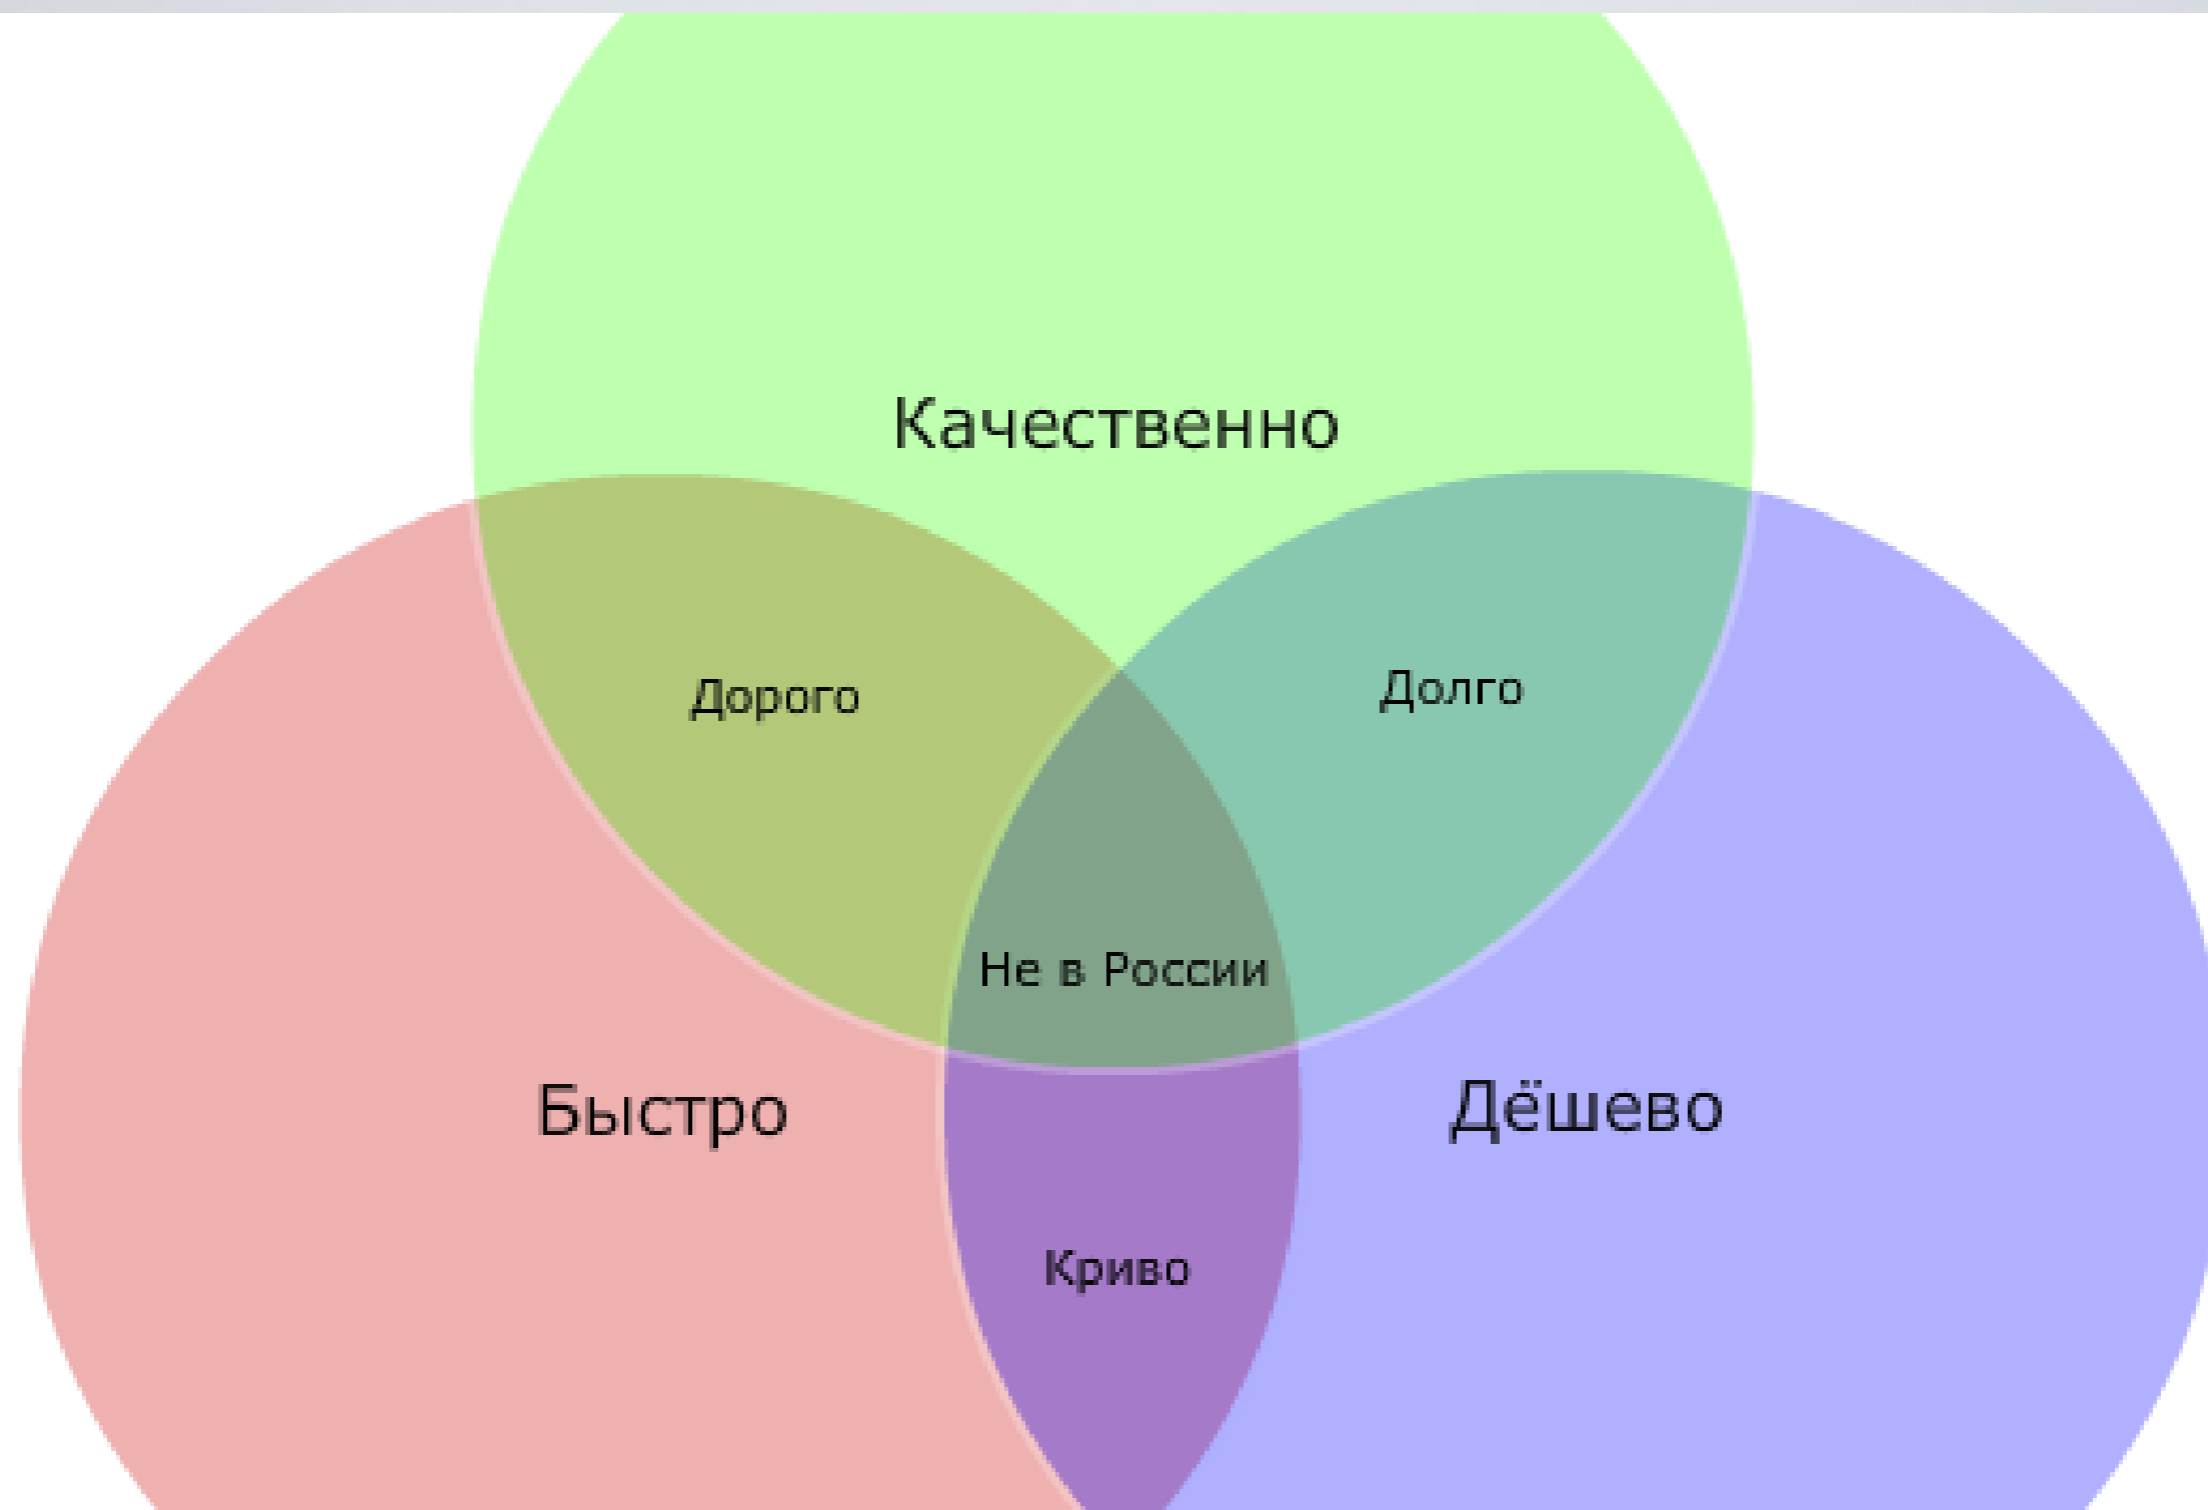 Качественно
Дорого
Долго
Не в России
Быстро
Дёшево
Криво